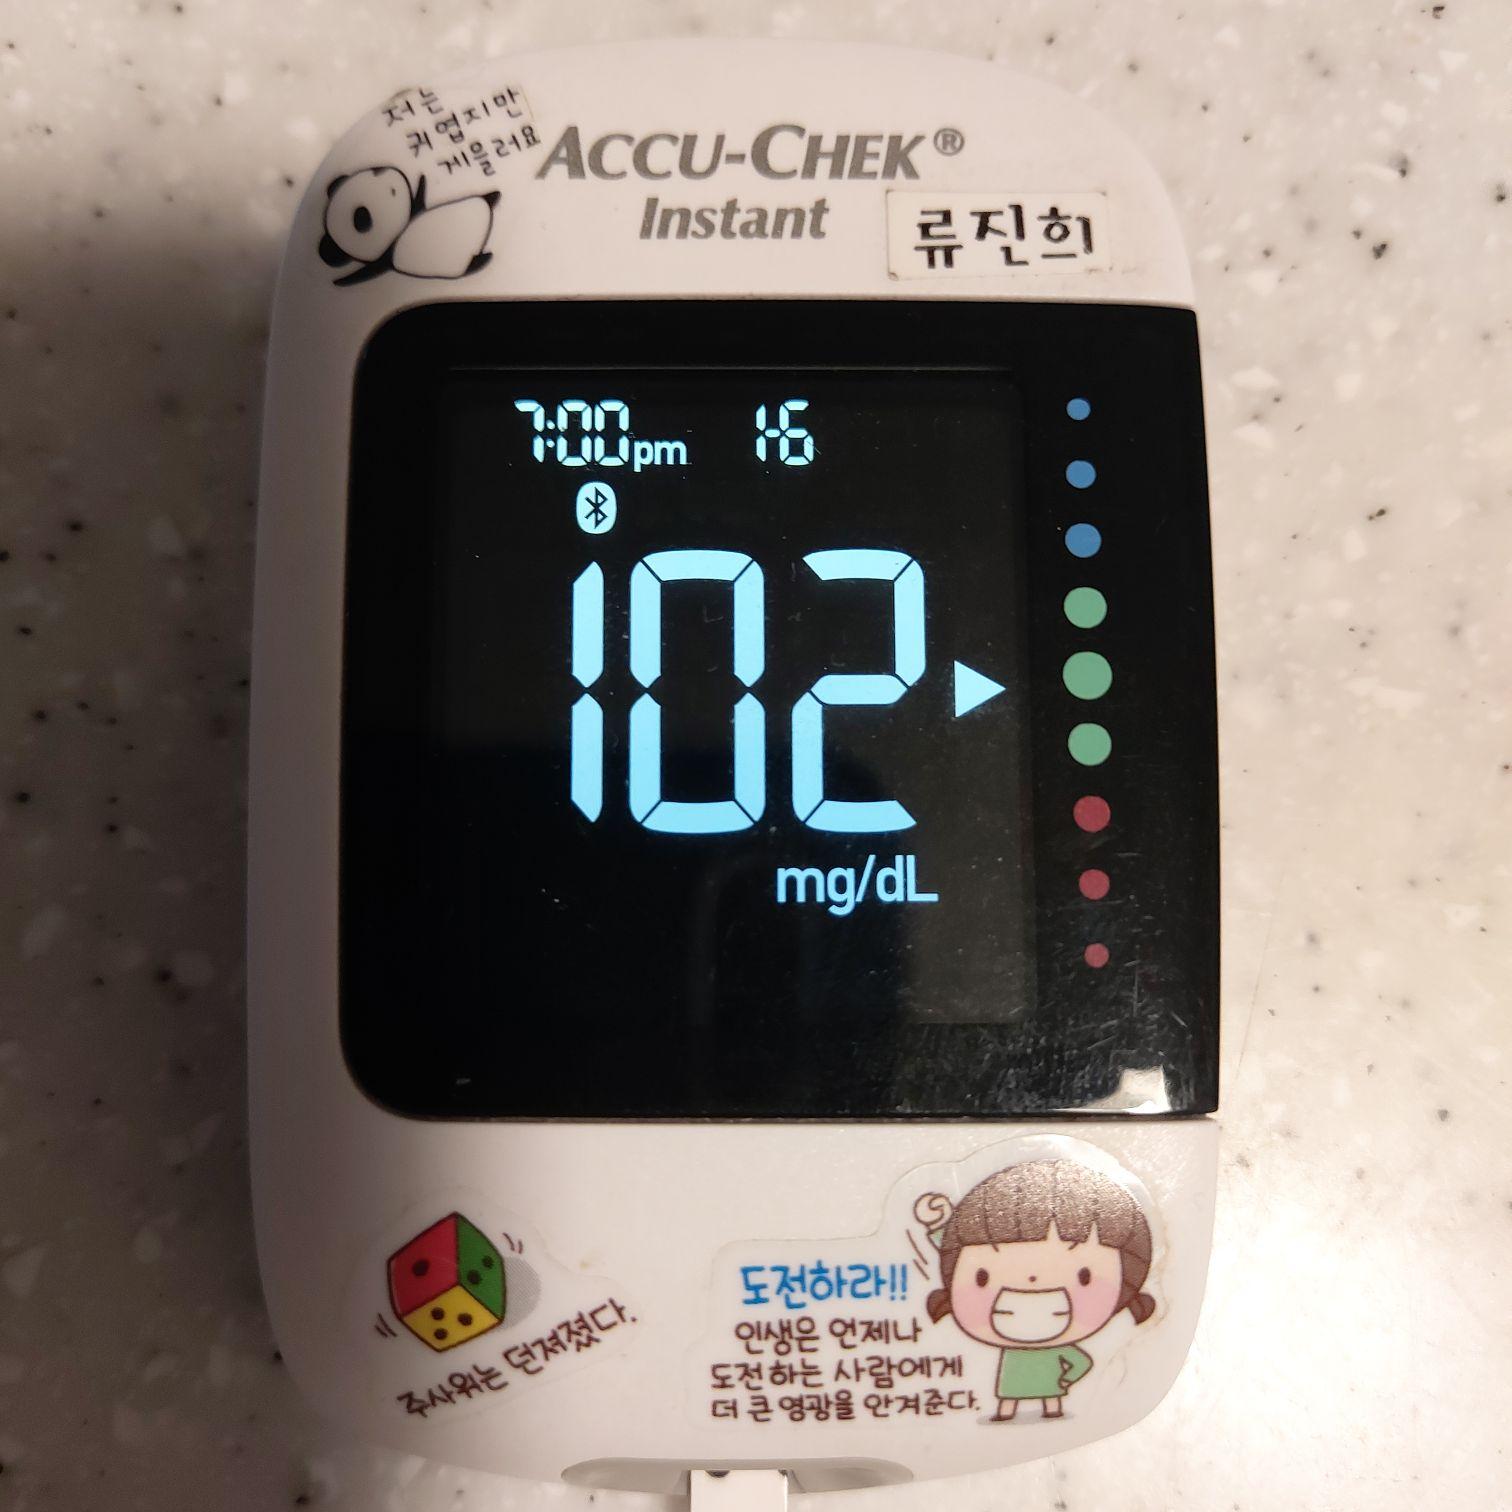 저는
귀엽지만
게을러요
ACCU-CHEK®
Instant
류진희
7:00pm 1-6
102
mg/dL
주사위는 던져졌다.
도전하라!!
인생은 언제나
도전하는 사람에게
더 큰 영광을 안겨준다.